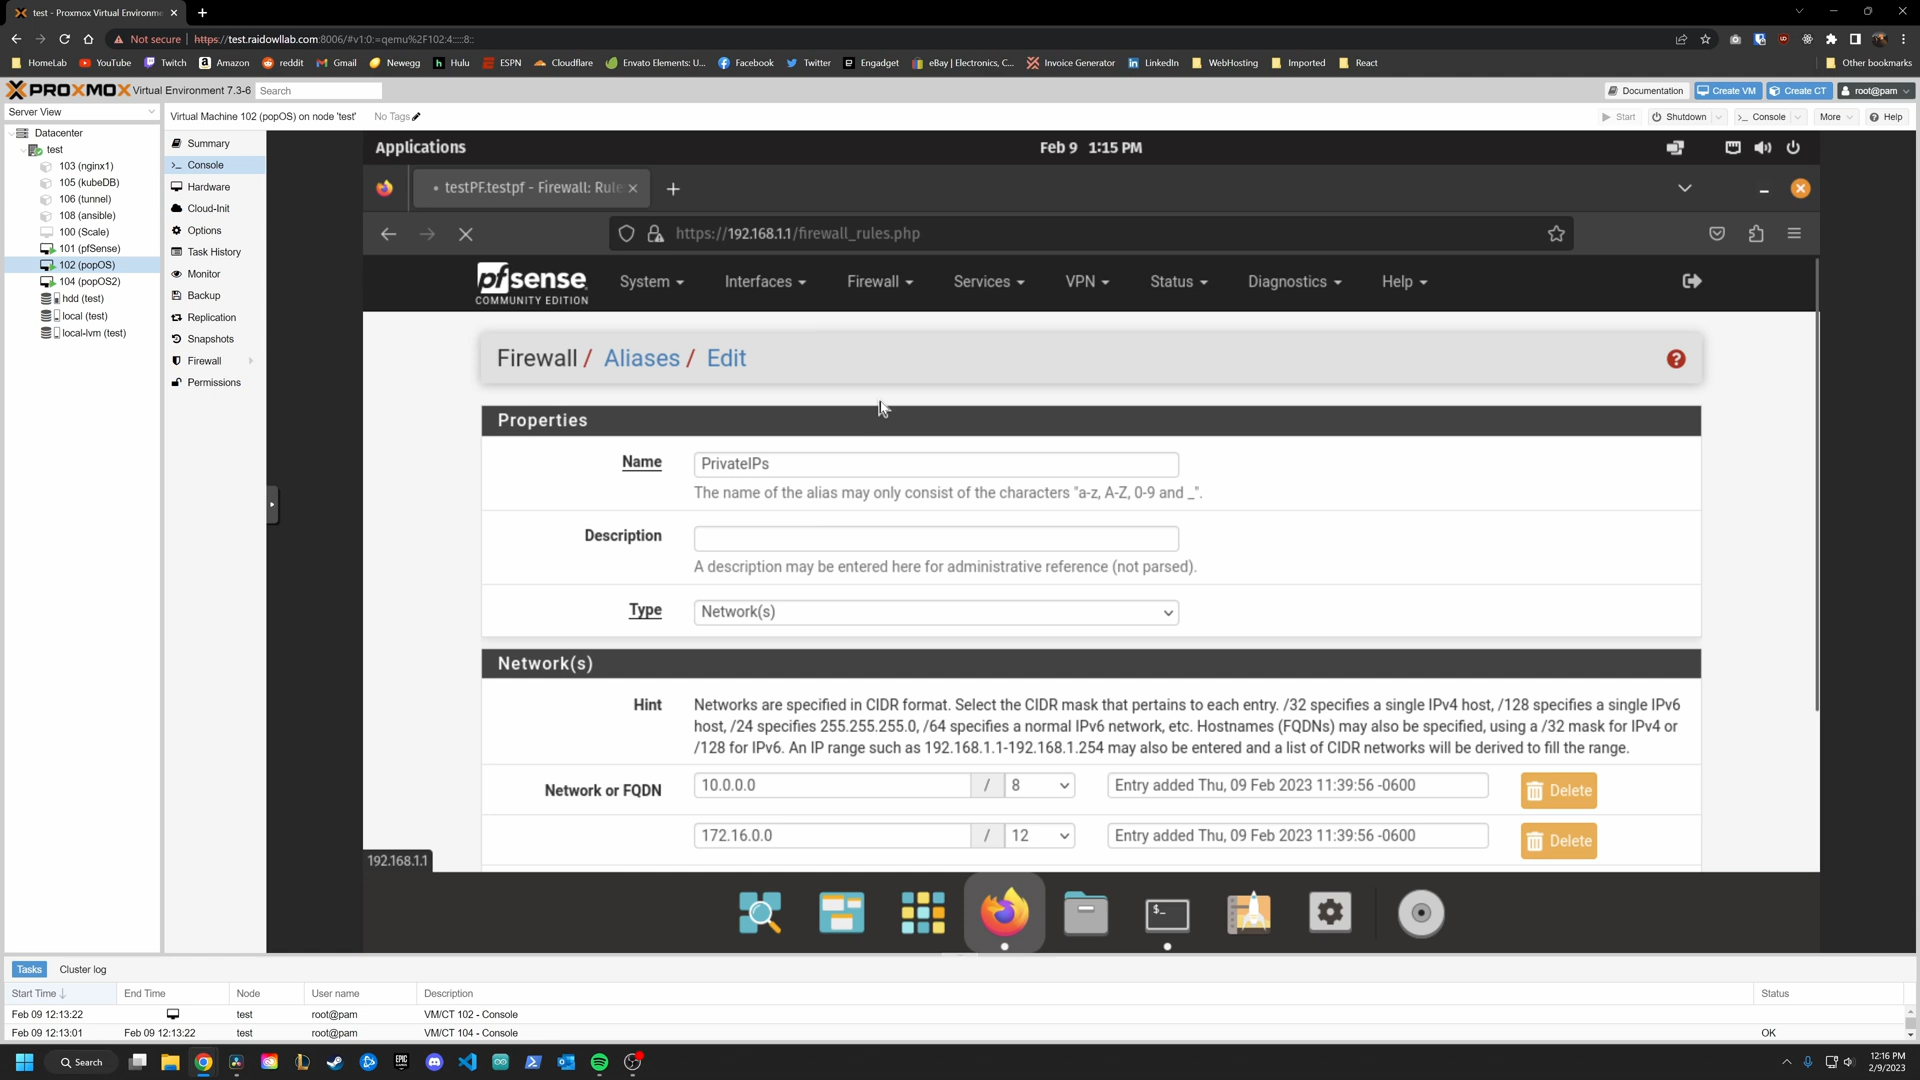 test - Proxmox Virtual Environme
Not secure
https://test.raidowllab.com:8006/#v1:0:=qemu%2F102:4:::::8::
HomeLab
YouTube
Twitch
Amazon
reddit
Gmail
Newegg
Hulu
ESPN
Cloudflare
Envato Elements: U...
Facebook
Twitter
Engadget
eBay | Electronics, C...
Invoice Generator
LinkedIn
WebHosting
Imported
React
Other bookmarks
PROXMOX Virtual Environment 7.3-6
Search
Documentation
Create VM
Create CT
root@pam
Server View
Virtual Machine 102 (popOS) on node 'test'
No Tags
Start
Shutdown
Console
More
Help
Datacenter
test
103 (nginx1)
105 (kubeDB)
106 (tunnel)
108 (ansible)
100 (Scale)
101 (pfSense)
102 (popOS)
104 (popOS2)
hdd (test)
local (test)
local-lvm (test)
Summary
Console
Hardware
Cloud-Init
Options
Task History
Monitor
Backup
Replication
Snapshots
Firewall
Permissions
Applications
Feb 9 1:15 PM
testPF.testpf - Firewall: Rule
https://192.168.1.1/firewall_rules.php
pfsense
COMMUNITY EDITION
System
Interfaces
Firewall
Services
VPN
Status
Diagnostics
Help
Firewall / Aliases / Edit
Properties
Name
PrivateIPs
The name of the alias may only consist of the characters "a-z, A-Z, 0-9 and _".
Description
A description may be entered here for administrative reference (not parsed).
Type
Network(s)
Network(s)
Hint
Networks are specified in CIDR format. Select the CIDR mask that pertains to each entry. /32 specifies a single IPv4 host, /128 specifies a single IPv6
host, /24 specifies 255.255.255.0, /64 specifies a normal IPv6 network, etc. Hostnames (FQDNs) may also be specified, using a /32 mask for IPv4 or
/128 for IPv6. An IP range such as 192.168.1.1-192.168.1.254 may also be entered and a list of CIDR networks will be derived to fill the range.
Network or FQDN
10.0.0.0 / 8
Entry added Thu, 09 Feb 2023 11:39:56 -0600
Delete
172.16.0.0 / 12
Entry added Thu, 09 Feb 2023 11:39:56 -0600
Delete
192.168.1.1
Tasks
Cluster log
Start Time
End Time
Node
User name
Description
Status
Feb 09 12:13:22
test
root@pam
VM/CT 102 - Console
Feb 09 12:13:01
Feb 09 12:13:22
test
root@pam
VM/CT 104 - Console
OK
Search
EPIC
12:16 PM
2/9/2023